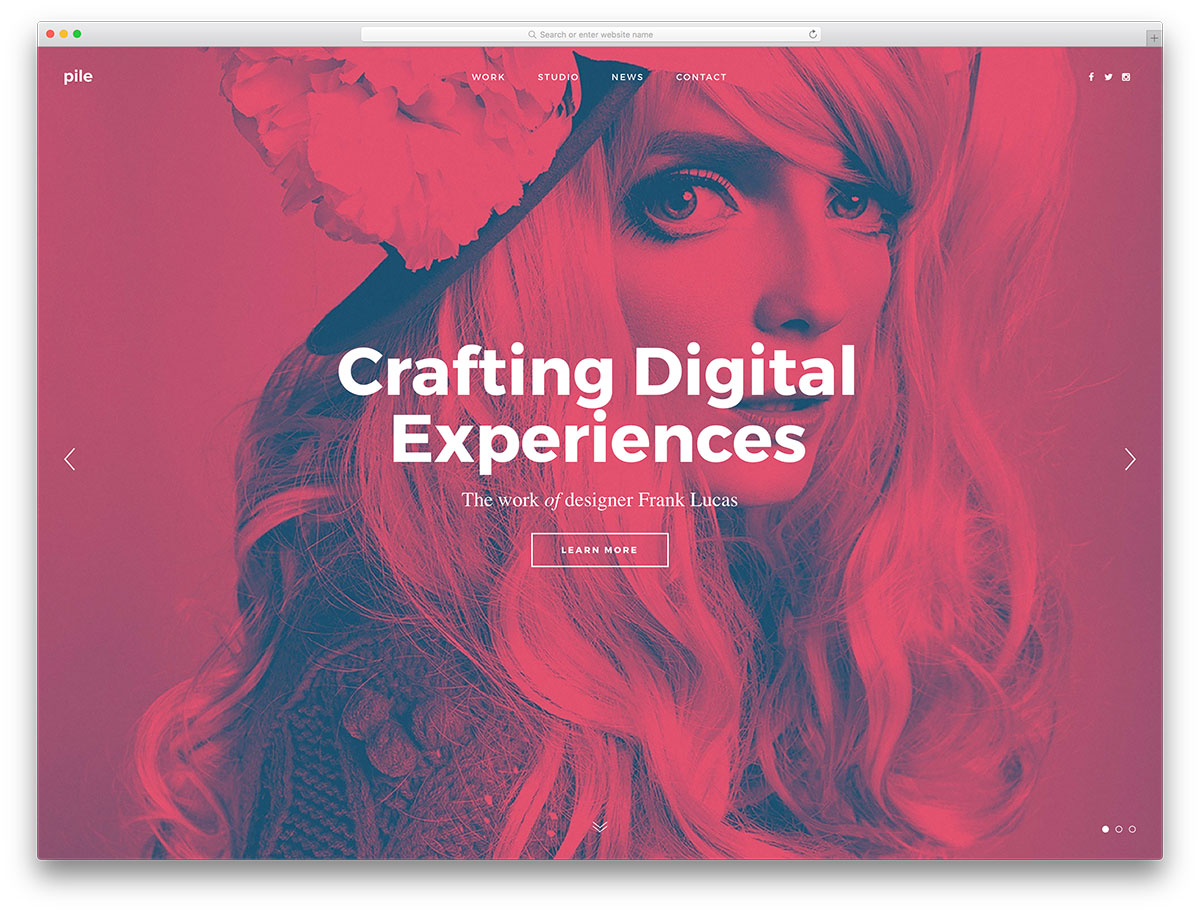 Search or enter website name
pile
WORK STUDIO NEWS CONTACT
Crafting Digital
Experiences
The work of designer Frank Lucas
LEARN MORE